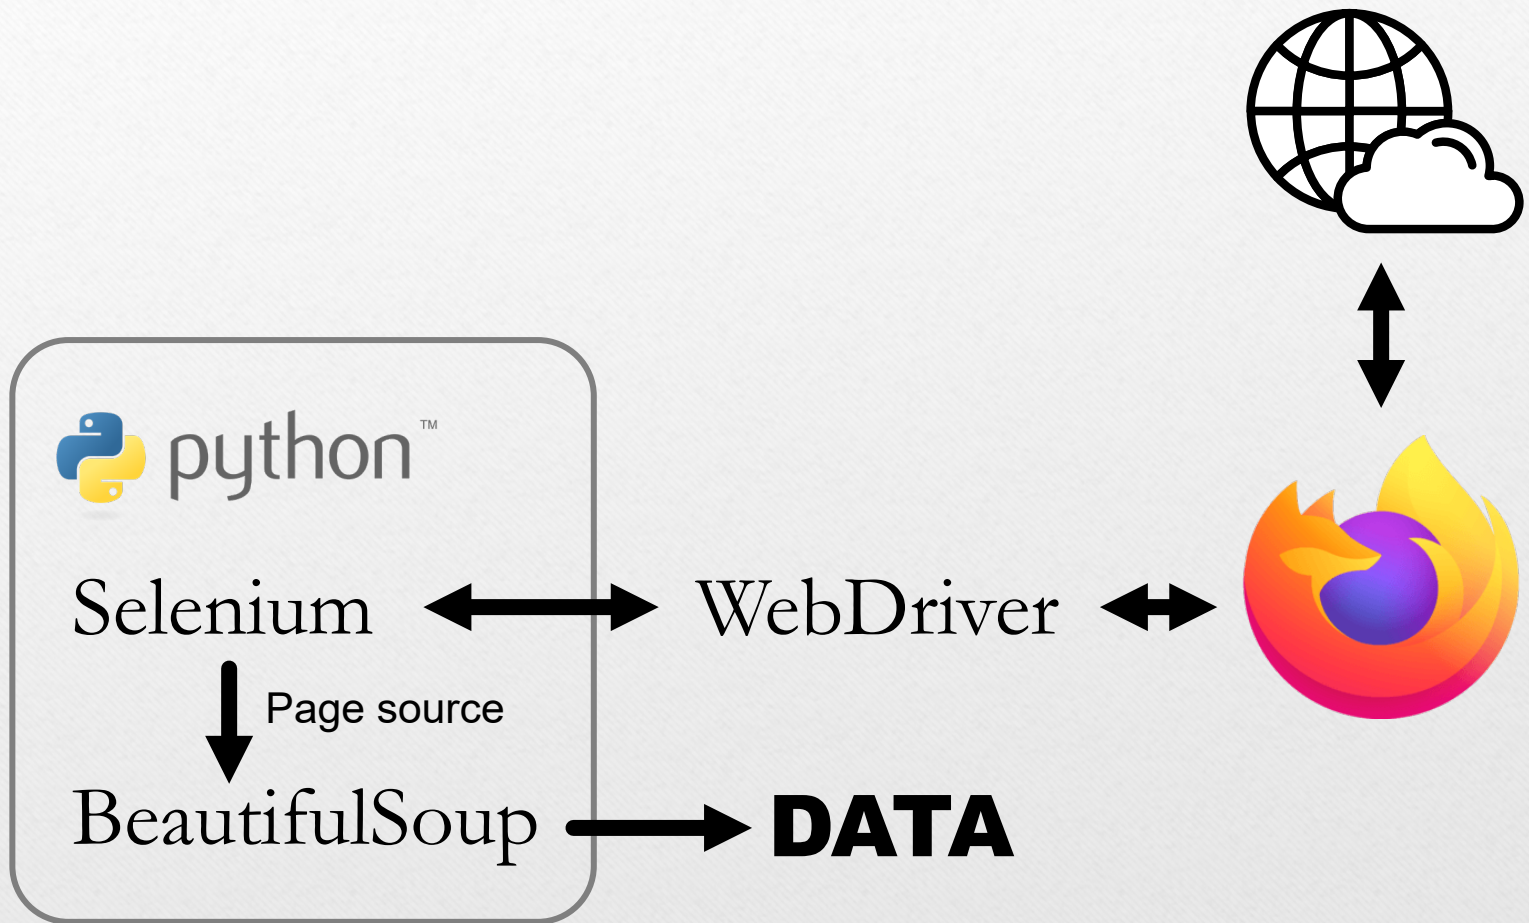 python™
Selenium
WebDriver
Page source
BeautifulSoup
DATA